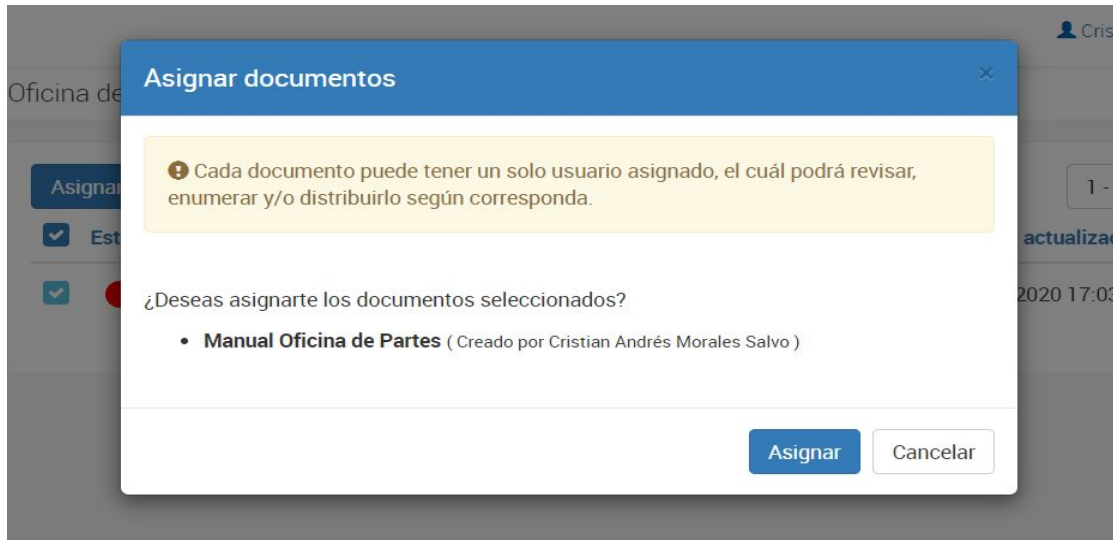 Cris
Asignar documentos
×
Oficina de
Cada documento puede tener un solo usuario asignado, el cuál podrá revisar,
enumerar y/o distribuirlo según corresponda.
Asignar
1 -
Est
actualiza
¿Deseas asignarte los documentos seleccionados?
2020 17:03
• Manual Oficina de Partes ( Creado por Cristian Andrés Morales Salvo )
Asignar
Cancelar